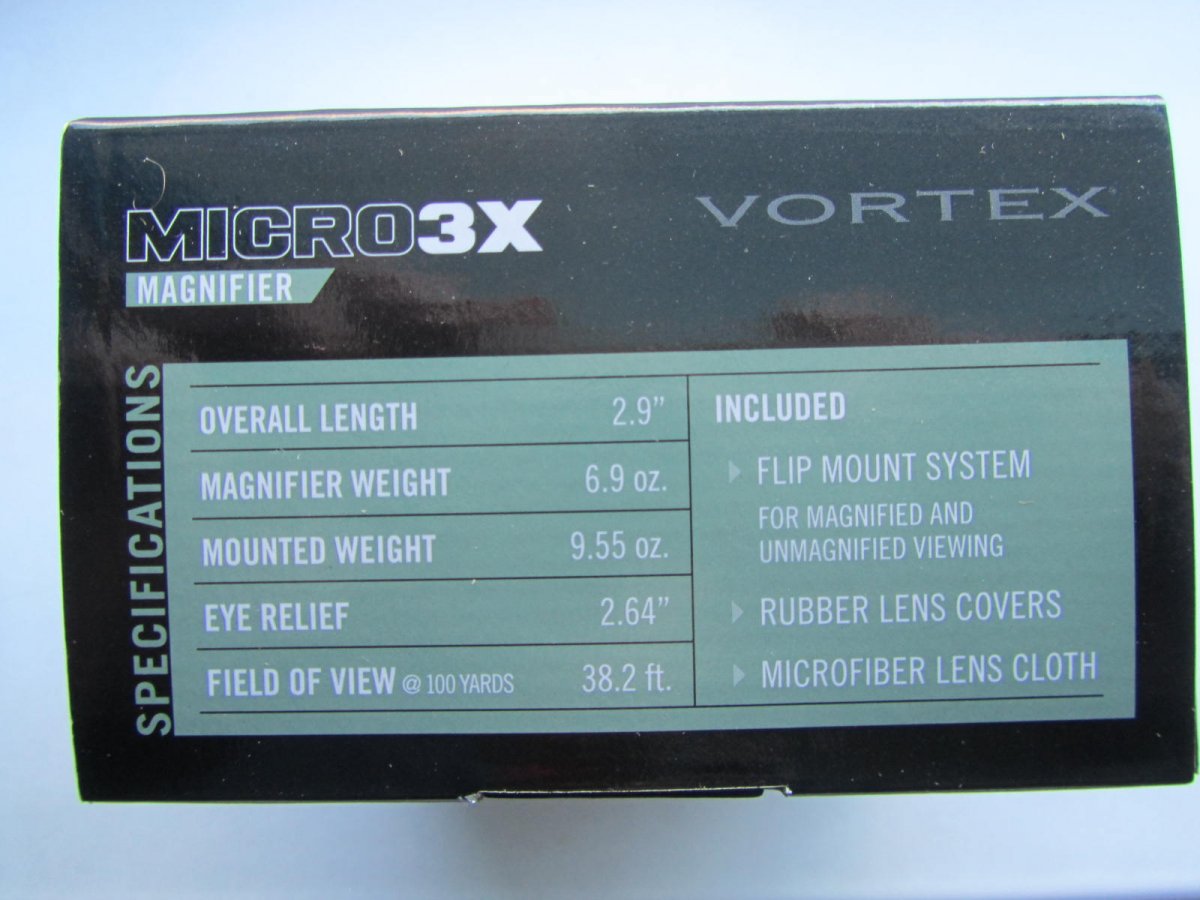 MICRO3X
MAGNIFIER
VORTEX®
SPECIFICATIONS
OVERALL LENGTH 2.9”
MAGNIFIER WEIGHT 6.9 oz.
MOUNTED WEIGHT 9.55 oz.
EYE RELIEF 2.64”
FIELD OF VIEW @ 100 YARDS 38.2 ft.
INCLUDED
FLIP MOUNT SYSTEM
FOR MAGNIFIED AND
UNMAGNIFIED VIEWING
RUBBER LENS COVERS
MICROFIBER LENS CLOTH